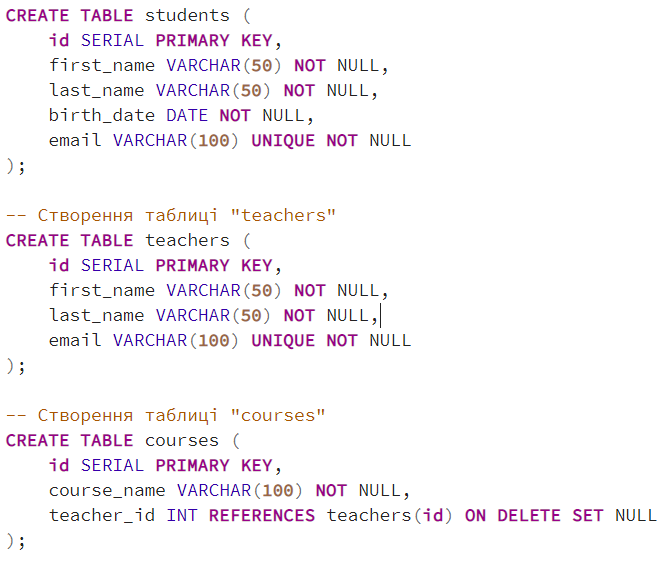 CREATE TABLE students (
    id SERIAL PRIMARY KEY,
    first_name VARCHAR(50) NOT NULL,
    last_name VARCHAR(50) NOT NULL,
    birth_date DATE NOT NULL,
    email VARCHAR(100) UNIQUE NOT NULL
);

-- Створення таблиці "teachers"
CREATE TABLE teachers (
    id SERIAL PRIMARY KEY,
    first_name VARCHAR(50) NOT NULL,
    last_name VARCHAR(50) NOT NULL,
    email VARCHAR(100) UNIQUE NOT NULL
);

-- Створення таблиці "courses"
CREATE TABLE courses (
    id SERIAL PRIMARY KEY,
    course_name VARCHAR(100) NOT NULL,
    teacher_id INT REFERENCES teachers(id) ON DELETE SET NULL
);